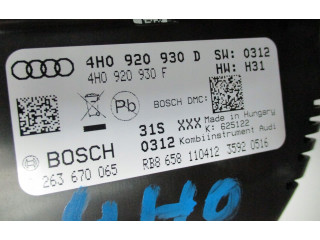 4H0 920 930 D SW: 0312
4H0 920 930 F HW: H31
Pb BOSCH DMC:
31S XXX Made in Hungary
K: 625122
BOSCH 0312 Kombiinstrument Audi
263 670 065 RB8 658 110412 3592 0516
4H0